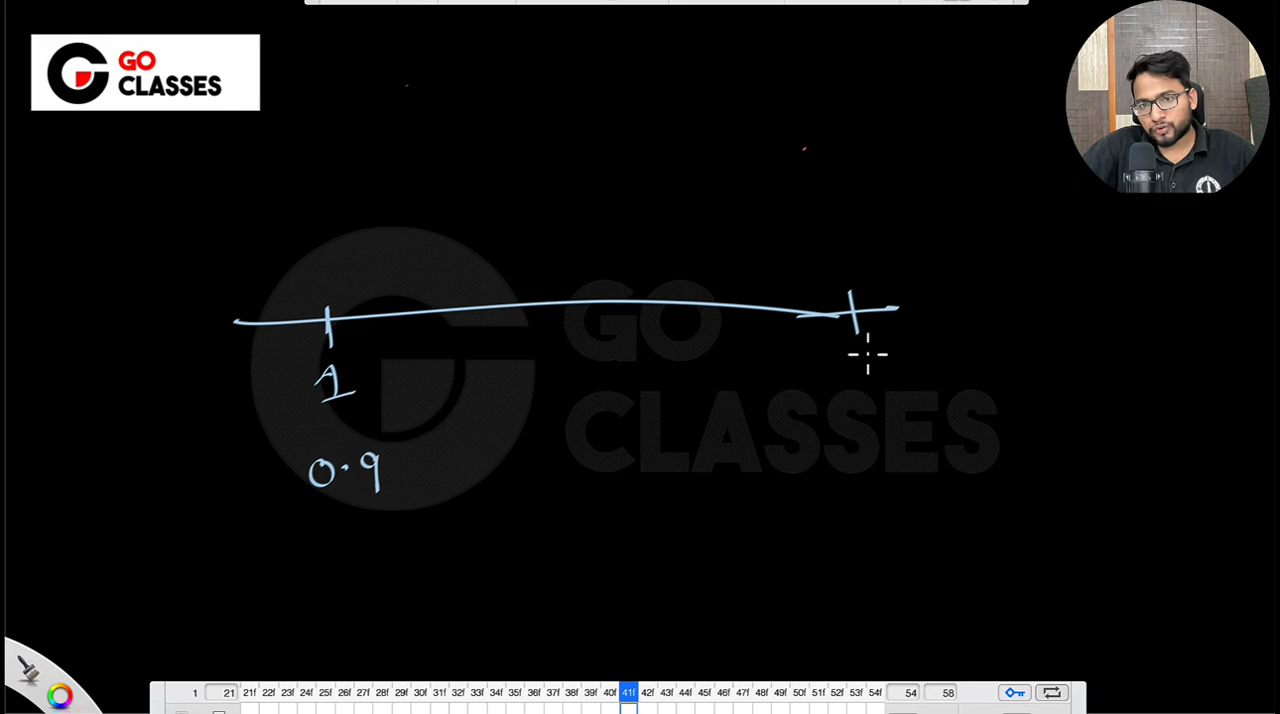 GO
CLASSES
GO
CLASSES
1
0.9
1 21 21f 22f 23f 24f 25f 26f 27f 28f 29f 30f 31f 32f 33f 34f 35f 36f 37f 38f 39f 40f 41f 42f 43f 44f 45f 46f 47f 48f 49f 50f 51f 52f 53f 54f 54 58